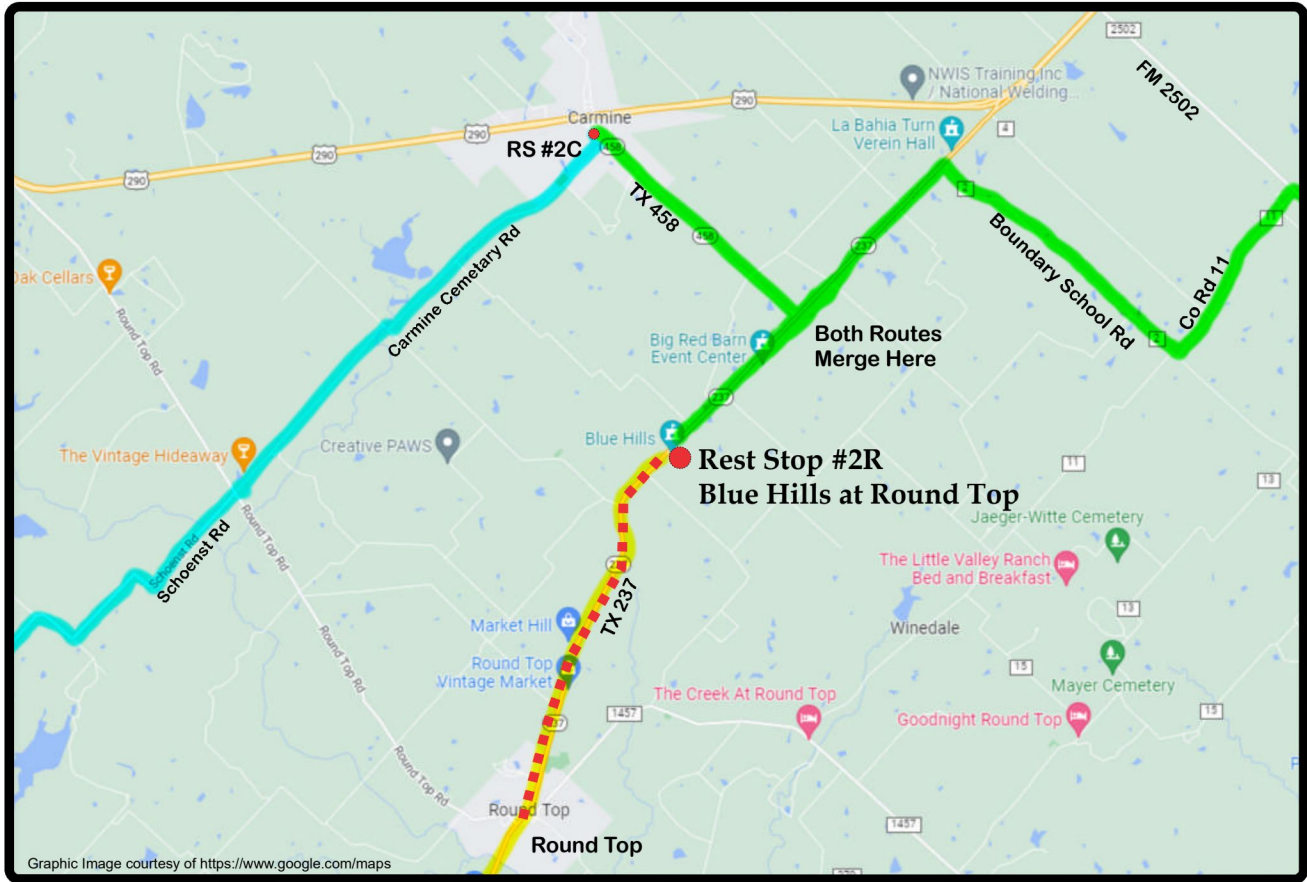 2502
FM 2502
NWIS Training Inc
/ National Welding...
290
Carmine
La Bahia Turn
Verein Hall
4
290
RS #2C
458
290
290
TX 458
2
11
Boundary School Rd
Co Rd 11
458
237
Carmine Cemetary Rd
Oak Cellars
Round Top Rd
Big Red Barn
Event Center
Both Routes
Merge Here
2
237
Blue Hills
Creative PAWS
The Vintage Hideaway
Rest Stop #2R
Blue Hills at Round Top
11
13
Jaeger-Witte Cemetery
Round Top Rd
Schoenst Rd
Schoenst Rd
The Little Valley Ranch
Bed and Breakfast
TX 237
13
Market Hill
Winedale
Round Top Rd
Round Top
Vintage Market
15
Mayer Cemetery
The Creek At Round Top
1457
237
Goodnight Round Top
15
Round Top Rd
Round Top
1457
Round Top
Graphic Image courtesy of https://www.google.com/maps